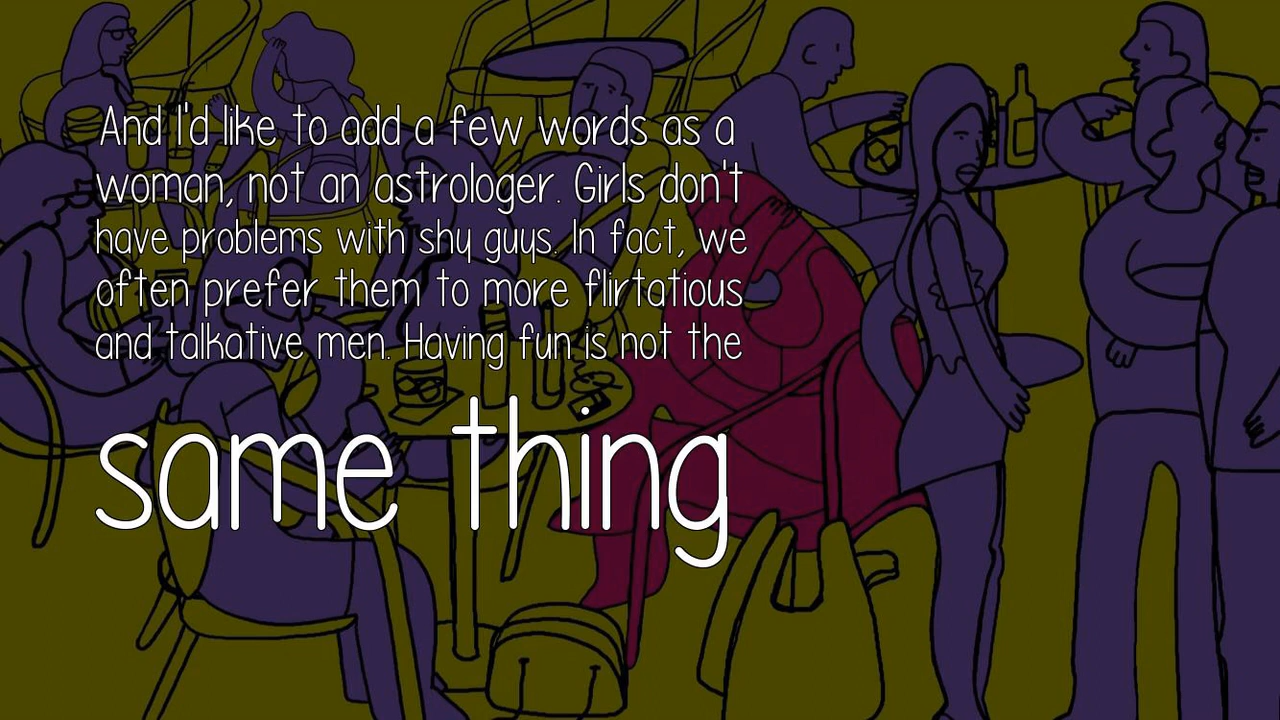 And I'd like to add a few words as a
woman, not an astrologer. Girls don't
have problems with shy guys. In fact, we
often prefer them to more flirtatious
and talkative men. Having fun is not the
same thing